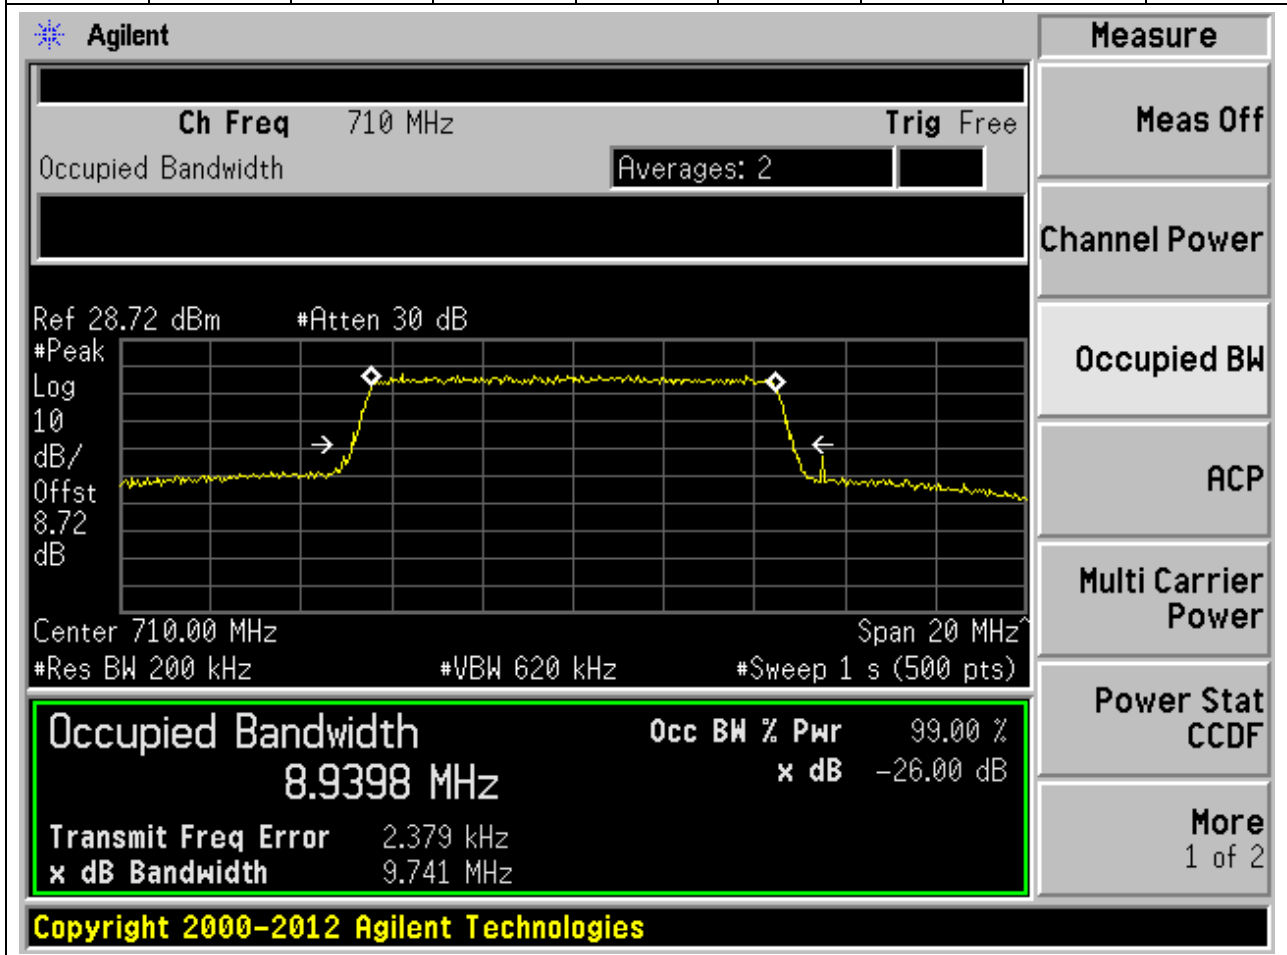 Agilent
Measure
Ch Freq 710 MHz Trig Free
Meas Off
Occupied Bandwidth Averages: 2
Channel Power
Ref 28.72 dBm #Atten 30 dB
#Peak
Log
10
dB/
Offst
8.72
dB
Occupied BW
ACP
Center 710.00 MHz Span 20 MHz^
#Res BW 200 kHz #VBW 620 kHz #Sweep 1 s (500 pts)
Multi Carrier
Power
Occupied Bandwidth Occ BW % Pwr 99.00 %
8.9398 MHz x dB -26.00 dB
Transmit Freq Error 2.379 kHz
x dB Bandwidth 9.741 MHz
Power Stat
CCDF
More
1 of 2
Copyright 2000-2012 Agilent Technologies